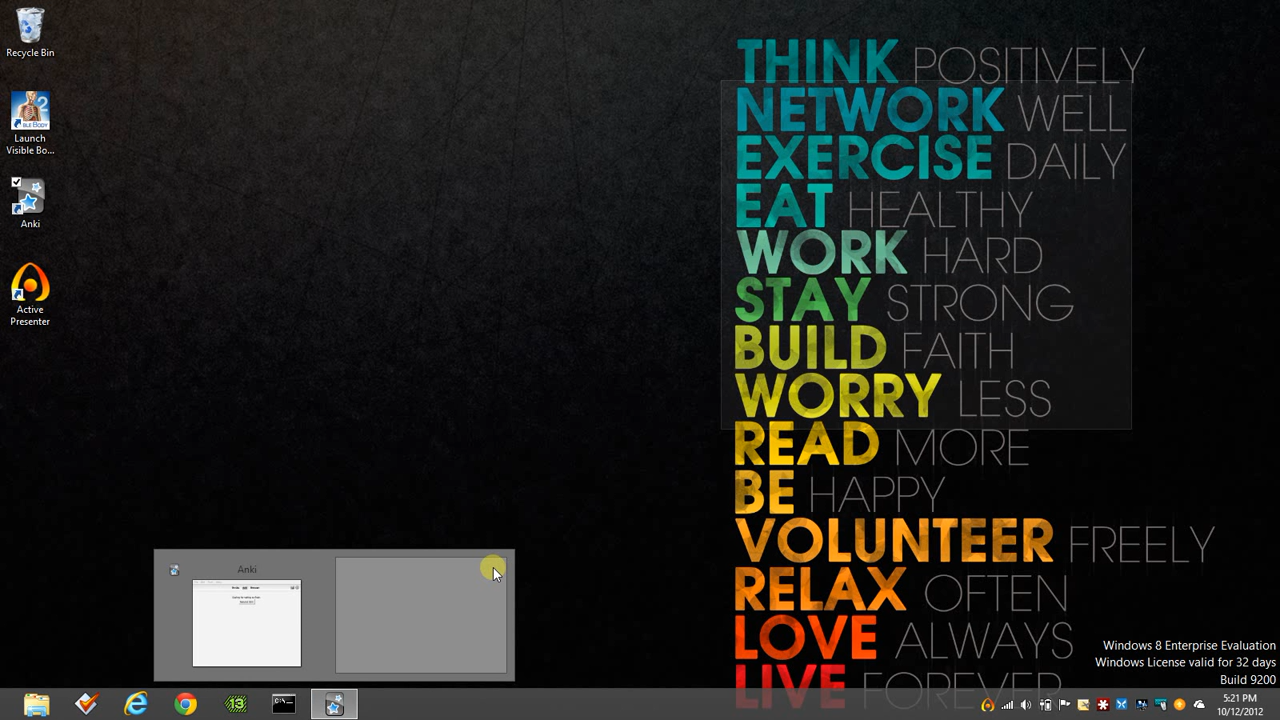 Recycle Bin
Launch
Visible Bo...
Anki
Active
Presenter
THINK POSITIVELY
NETWORK WELL
EXERCISE DAILY
EAT HEALTHY
WORK HARD
STAY STRONG
BUILD FAITH
WORRY LESS
READ MORE
BE HAPPY
VOLUNTEER FREELY
RELAX OFTEN
LOVE ALWAYS
LIVE FOREVER
Anki
Windows 8 Enterprise Evaluation
Windows License valid for 32 days
Build 9200
5:21 PM
10/12/2012